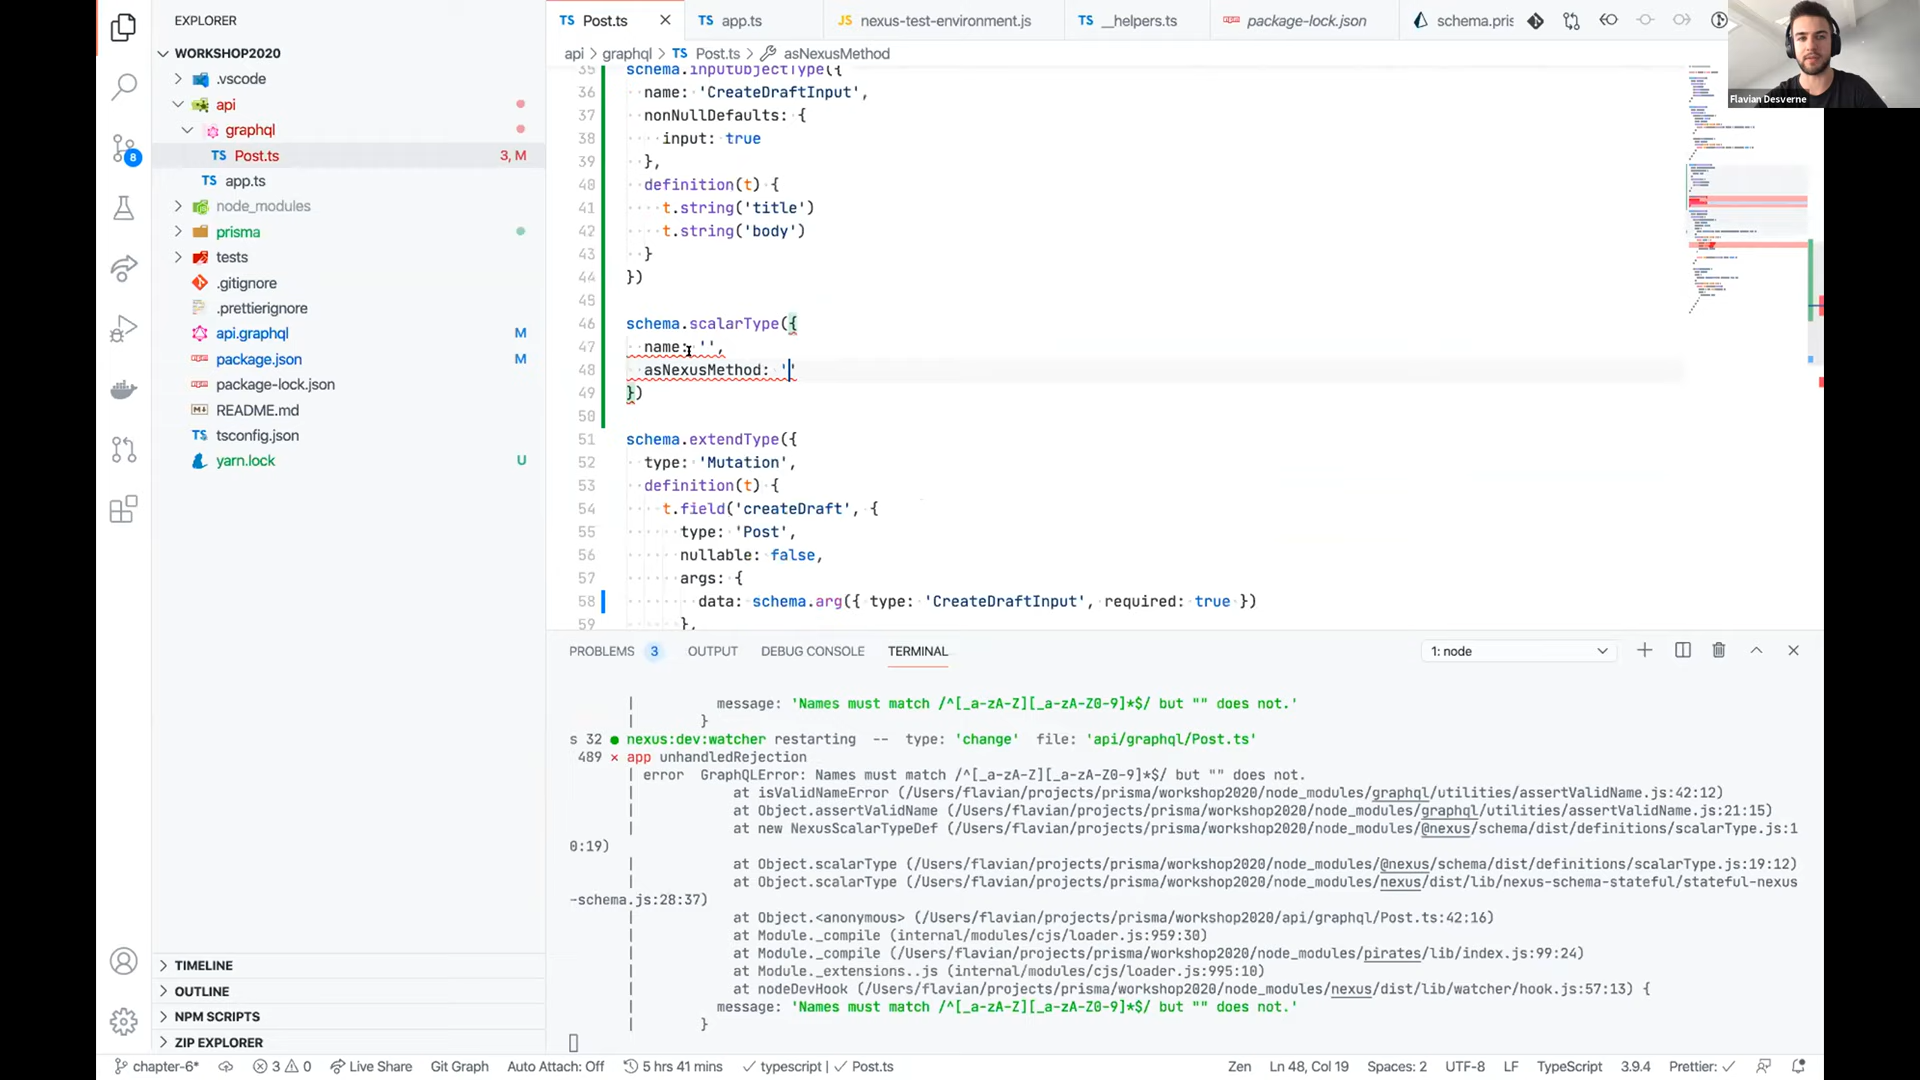 EXPLORER
Post.ts
app.ts
nexus-test-environment.js
__helpers.ts
package-lock.json
schema.pris
WORKSHOP2020
api > graphql > TS Post.ts > asNexusMethod
Flavian Desverne
.vscode
api
graphql
TS Post.ts 3, M
TS app.ts
node_modules
prisma
tests
.gitignore
.prettierignore
api.graphql M
package.json M
package-lock.json
README.md
TS tsconfig.json
yarn.lock U
8
35 schema.inputObjectType({
36 name: 'CreateDraftInput',
37 nonNullDefaults: {
38 input: true
39 },
40 definition(t) {
41 t.string('title')
42 t.string('body')
43 }
44 })
45
46 schema.scalarType({
47 name: '',
48 asNexusMethod: ''
49 })
50
51 schema.extendType({
52 type: 'Mutation',
53 definition(t) {
54 t.field('createDraft', {
55 type: 'Post',
56 nullable: false,
57 args: {
58 data: schema.arg({ type: 'CreateDraftInput', required: true })
59 },
PROBLEMS 3 OUTPUT DEBUG CONSOLE TERMINAL 1: node
| message: 'Names must match /^[_a-zA-Z][_a-zA-Z0-9]*$/ but "" does not.'
| }
s 32 ● nexus:dev:watcher restarting -- type: 'change' file: 'api/graphql/Post.ts'
489 × app unhandledRejection
| error GraphQLError: Names must match /^[_a-zA-Z][_a-zA-Z0-9]*$/ but "" does not.
| at isValidNameError (/Users/flavian/projects/prisma/workshop2020/node_modules/graphql/utilities/assertValidName.js:42:12)
| at Object.assertValidName (/Users/flavian/projects/prisma/workshop2020/node_modules/graphql/utilities/assertValidName.js:21:15)
| at new NexusScalarTypeDef (/Users/flavian/projects/prisma/workshop2020/node_modules/@nexus/schema/dist/definitions/scalarType.js:1
0:19)
| at Object.scalarType (/Users/flavian/projects/prisma/workshop2020/node_modules/@nexus/schema/dist/definitions/scalarType.js:19:12)
| at Object.scalarType (/Users/flavian/projects/prisma/workshop2020/node_modules/nexus/dist/lib/nexus-schema-stateful/stateful-nexus
-schema.js:28:37)
| at Object.<anonymous> (/Users/flavian/projects/prisma/workshop2020/api/graphql/Post.ts:42:16)
| at Module._compile (internal/modules/cjs/loader.js:959:30)
| at Module._compile (/Users/flavian/projects/prisma/workshop2020/node_modules/pirates/lib/index.js:99:24)
| at Module._extensions..js (internal/modules/cjs/loader.js:995:10)
| at nodeDevHook (/Users/flavian/projects/prisma/workshop2020/node_modules/nexus/dist/lib/watcher/hook.js:57:13) {
| message: 'Names must match /^[_a-zA-Z][_a-zA-Z0-9]*$/ but "" does not.'
| }
TIMELINE
OUTLINE
NPM SCRIPTS
ZIP EXPLORER
chapter-6* 3 0 Live Share Git Graph Auto Attach: Off 5 hrs 41 mins typescript | Post.ts Zen Ln 48, Col 19 Spaces: 2 UTF-8 LF TypeScript 3.9.4 Prettier: ✓